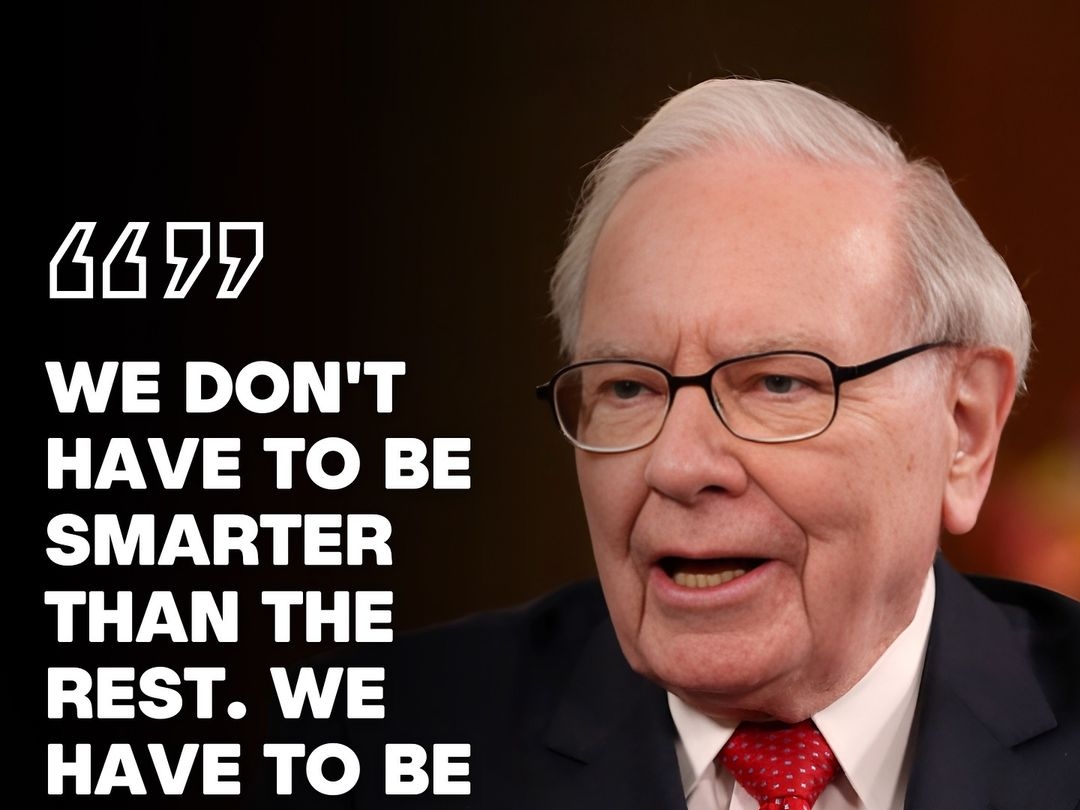 WE DON'T
HAVE TO BE
SMARTER
THAN THE
REST. WE
HAVE TO BE